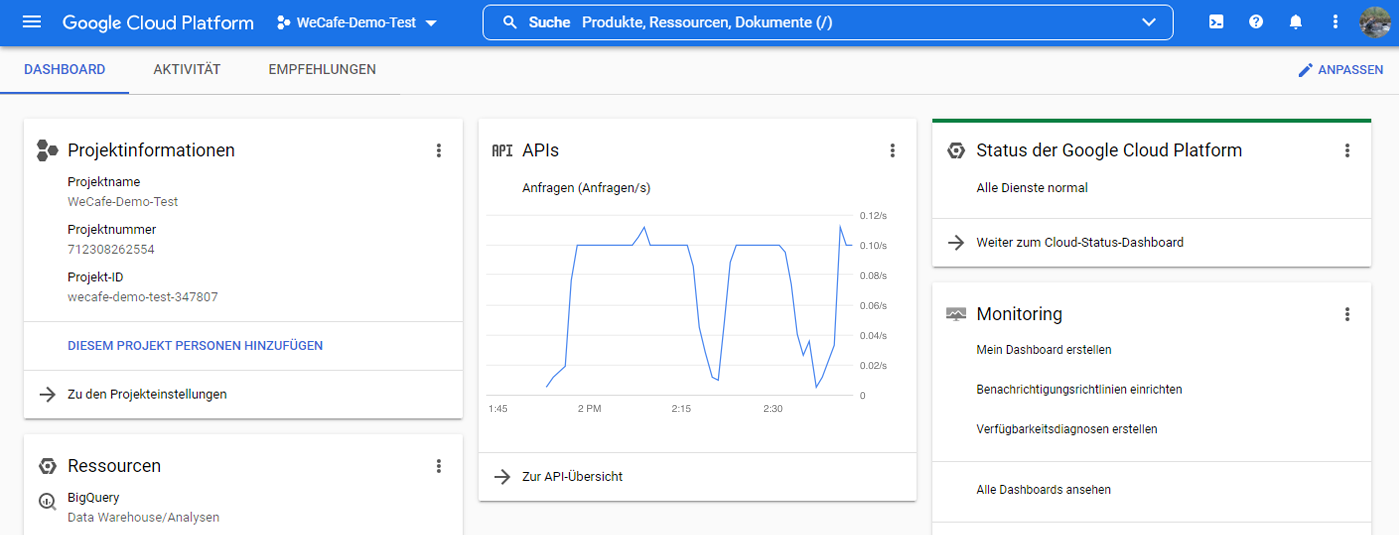 Google Cloud Platform
WeCafe-Demo-Test
Suche Produkte, Ressourcen, Dokumente (/)
DASHBOARD
AKTIVITÄT
EMPFEHLUNGEN
ANPASSEN
Projektinformationen
Projektname
WeCafe-Demo-Test
Projektnummer
712308262554
Projekt-ID
wecafe-demo-test-347807
DIESEM PROJEKT PERSONEN HINZUFÜGEN
Zu den Projekteinstellungen
Ressourcen
BigQuery
Data Warehouse/Analysen
API APIs
Anfragen (Anfragen/s)
0.12/s
0.10/s
0.08/s
0.06/s
0.04/s
0.02/s
0
1:45
2 PM
2:15
2:30
Zur API-Übersicht
Status der Google Cloud Platform
Alle Dienste normal
Weiter zum Cloud-Status-Dashboard
Monitoring
Mein Dashboard erstellen
Benachrichtigungsrichtlinien einrichten
Verfügbarkeitsdiagnosen erstellen
Alle Dashboards ansehen